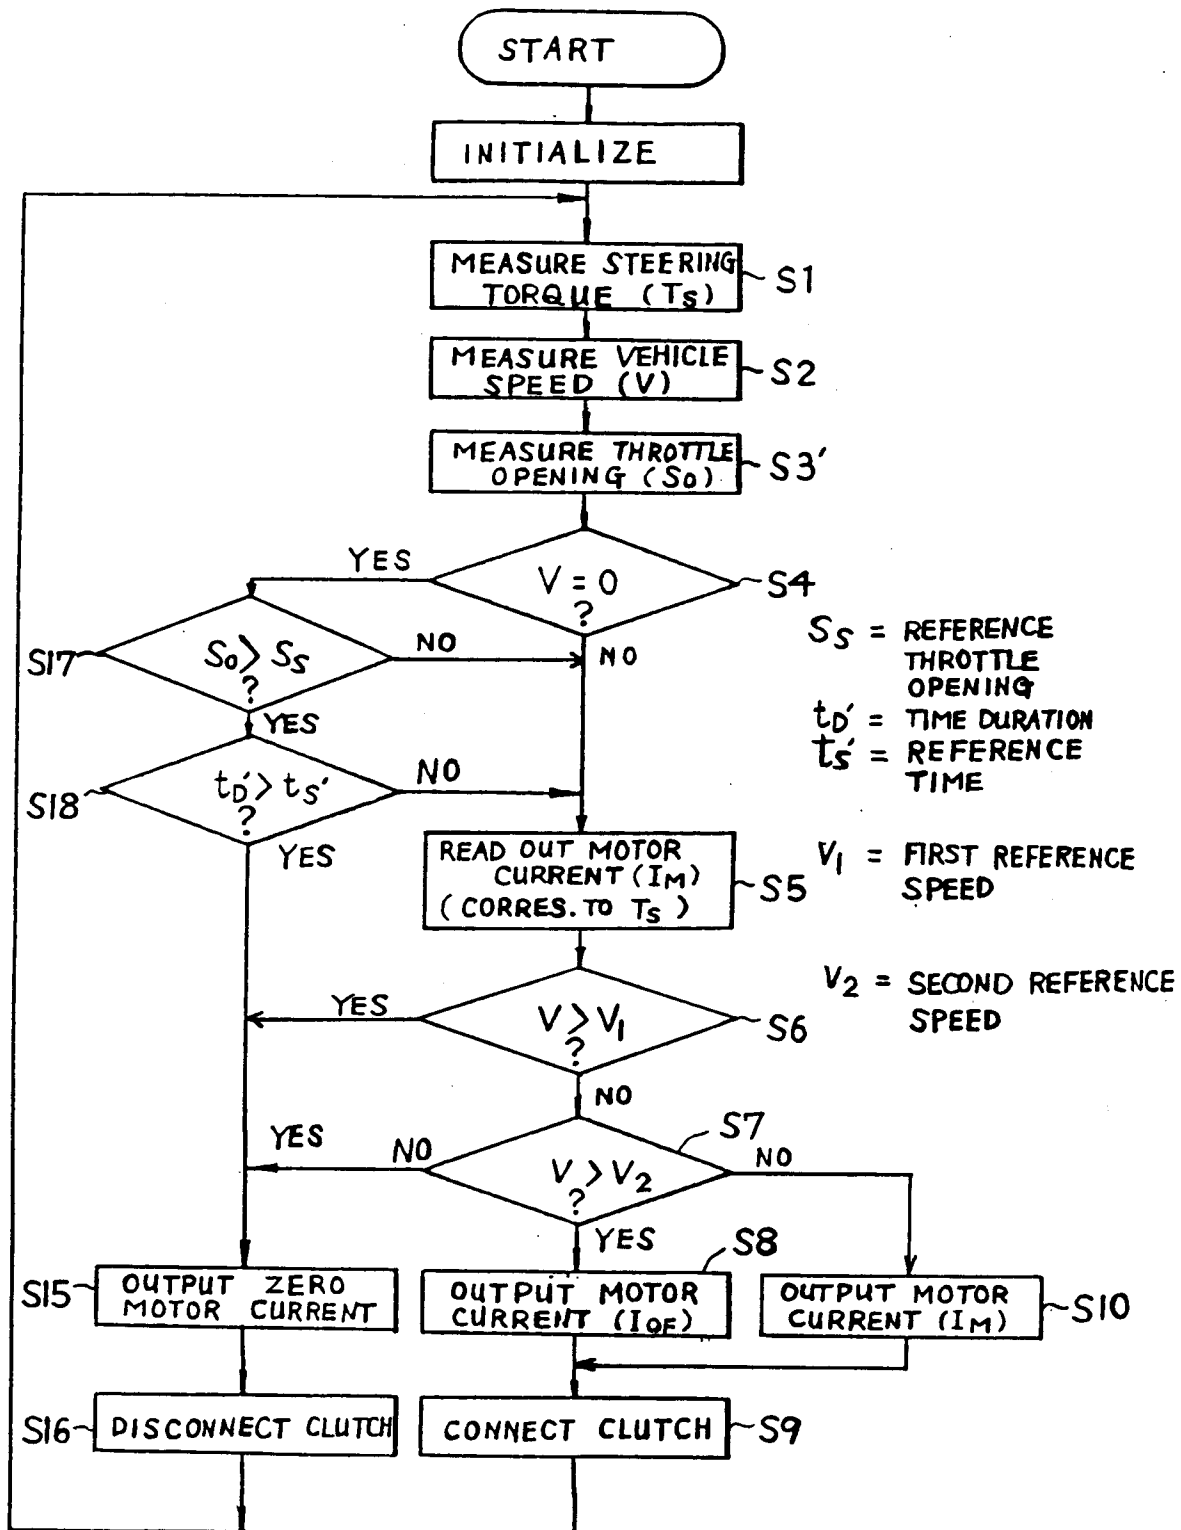 START
INITIALIZE
MEASURE STEERING
TORQUE (Ts)
S1
MEASURE VEHICLE
SPEED (V)
S2
MEASURE THROTTLE
OPENING (So)
S3'
YES
V = 0
?
S4
NO
S17
So > Ss
?
NO
YES
S18
tD' > tS'
?
NO
YES
Ss = REFERENCE
THROTTLE
OPENING
tD' = TIME DURATION
tS' = REFERENCE
TIME
V1 = FIRST REFERENCE
SPEED
V2 = SECOND REFERENCE
SPEED
READ OUT MOTOR
CURRENT (IM)
(CORRES. TO Ts)
S5
YES
V > V1
?
S6
NO
YES
NO
V > V2
?
S7
NO
YES
S15
OUTPUT ZERO
MOTOR CURRENT
S8
OUTPUT MOTOR
CURRENT (IOF)
OUTPUT MOTOR
CURRENT (IM)
S10
S16
DISCONNECT CLUTCH
CONNECT CLUTCH
S9